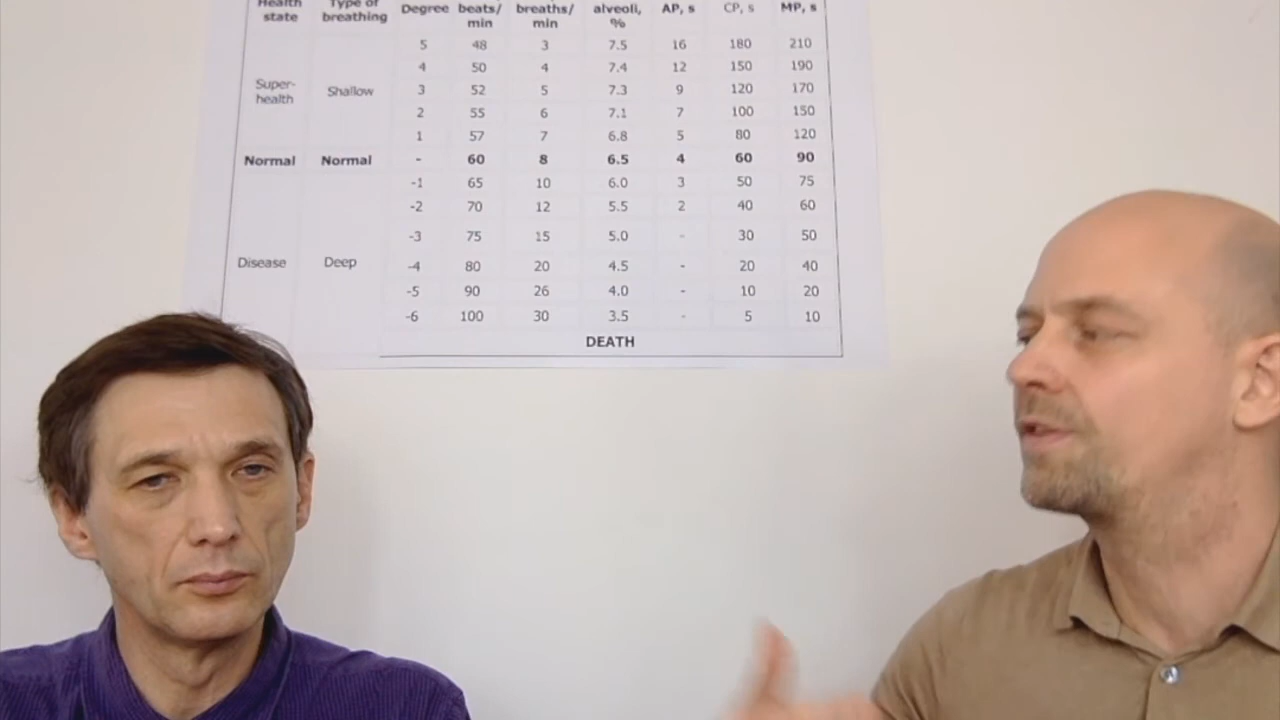 Health state Type of breathing Degree beats/ min breaths/ min alveoli, % AP, s CP, s MP, s
5 48 3 7.5 16 180 210
4 50 4 7.4 12 150 190
Super-health Shallow 3 52 5 7.3 9 120 170
2 55 6 7.1 7 100 150
1 57 7 6.8 5 80 120
Normal Normal - 60 8 6.5 4 60 90
-1 65 10 6.0 3 50 75
-2 70 12 5.5 2 40 60
-3 75 15 5.0 - 30 50
Disease Deep -4 80 20 4.5 - 20 40
-5 90 26 4.0 - 10 20
-6 100 30 3.5 - 5 10
DEATH